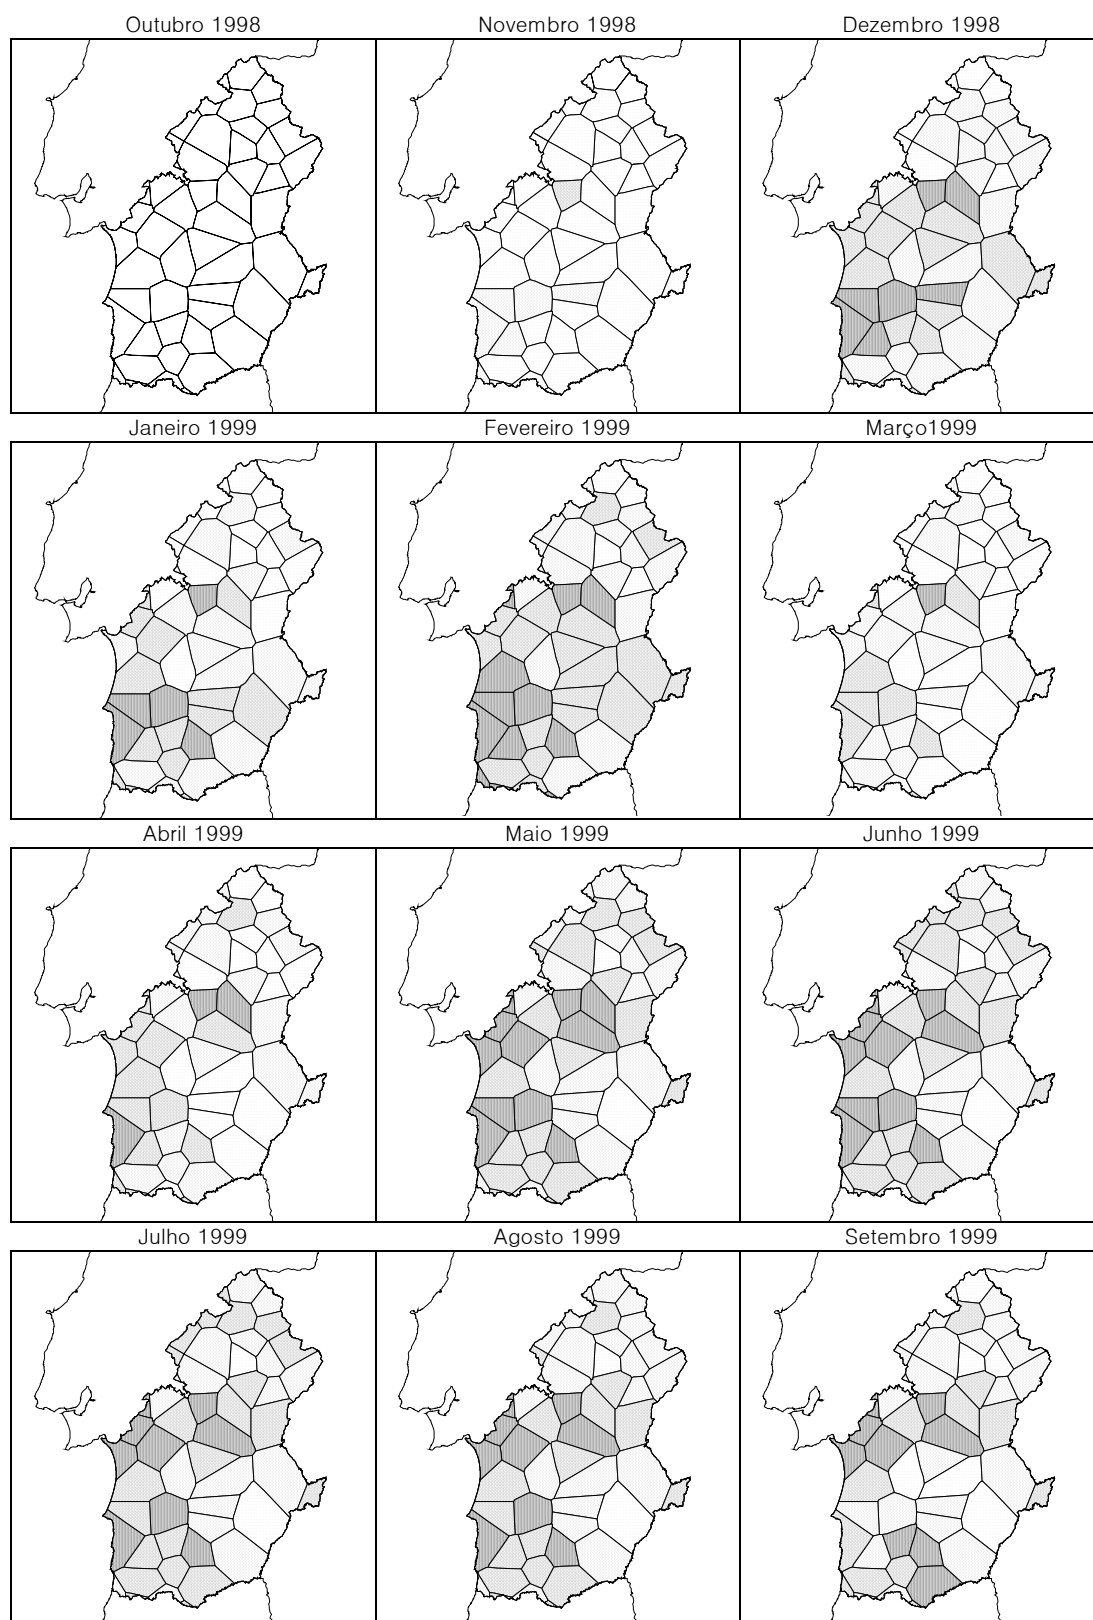 Outubro 1998
Novembro 1998
Dezembro 1998
Janeiro 1999
Fevereiro 1999
Março1999
Abril 1999
Maio 1999
Junho 1999
Julho 1999
Agosto 1999
Setembro 1999